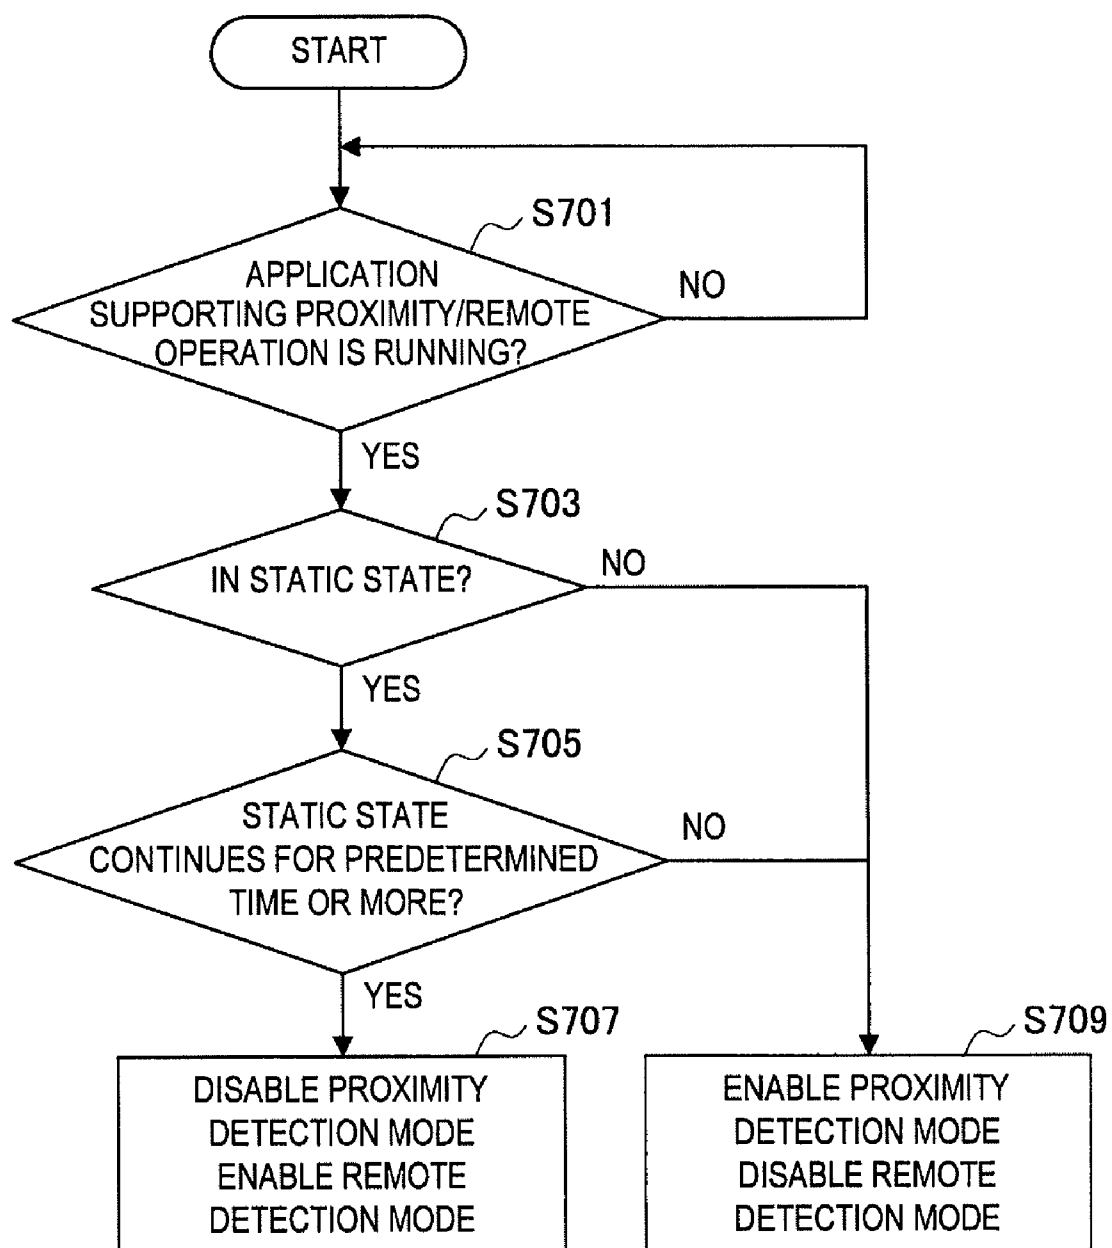 START
S701
APPLICATION
SUPPORTING PROXIMITY/REMOTE
OPERATION IS RUNNING?
NO
YES
S703
IN STATIC STATE?
NO
YES
S705
STATIC STATE
CONTINUES FOR PREDETERMINED
TIME OR MORE?
NO
YES
S707
DISABLE PROXIMITY
DETECTION MODE
ENABLE REMOTE
DETECTION MODE
S709
ENABLE PROXIMITY
DETECTION MODE
DISABLE REMOTE
DETECTION MODE